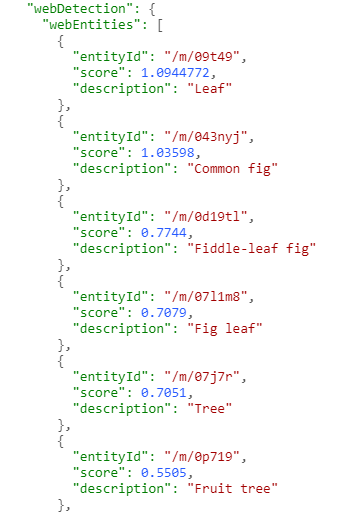 "webDetection": {
"webEntities": [
{
"entityId": "/m/09t49",
"score": 1.0944772,
"description": "Leaf"
},
{
"entityId": "/m/043nyj",
"score": 1.03598,
"description": "Common fig"
},
{
"entityId": "/m/0d19tl",
"score": 0.7744,
"description": "Fiddle-leaf fig"
},
{
"entityId": "/m/07l1m8",
"score": 0.7079,
"description": "Fig leaf"
},
{
"entityId": "/m/07j7r",
"score": 0.7051,
"description": "Tree"
},
{
"entityId": "/m/0p719",
"score": 0.5505,
"description": "Fruit tree"
},